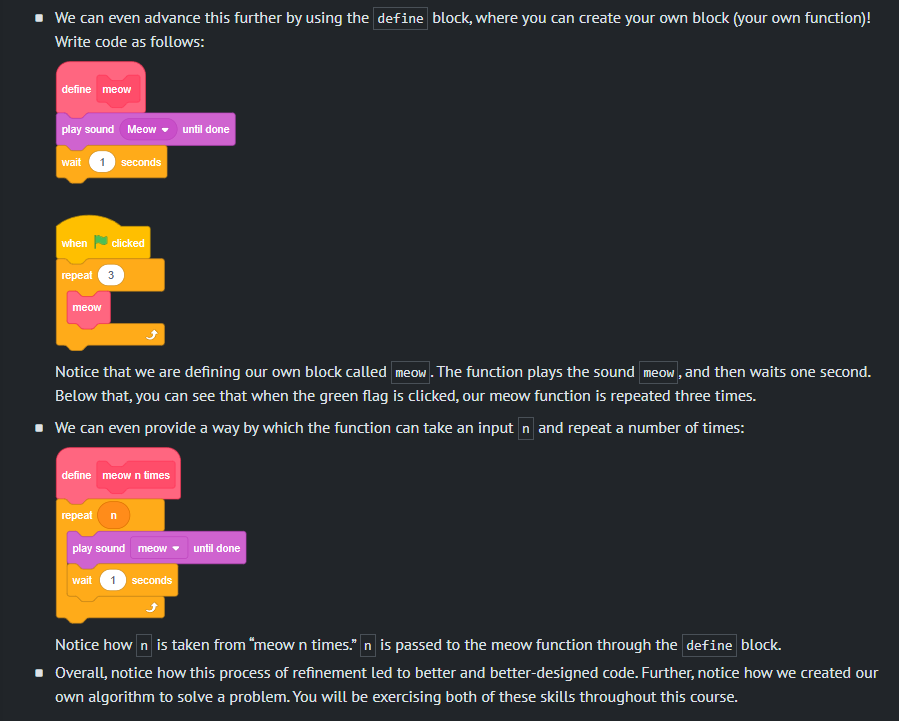 We can even advance this further by using the define block, where you can create your own block (your own function)!
Write code as follows:
define meow
play sound Meow until done
wait 1 seconds
when clicked
repeat 3
meow
Notice that we are defining our own block called meow. The function plays the sound meow, and then waits one second.
Below that, you can see that when the green flag is clicked, our meow function is repeated three times.
We can even provide a way by which the function can take an input n and repeat a number of times:
define meow n times
repeat n
play sound meow until done
wait 1 seconds
Notice how n is taken from “meow n times.” n is passed to the meow function through the define block.
Overall, notice how this process of refinement led to better and better-designed code. Further, notice how we created our
own algorithm to solve a problem. You will be exercising both of these skills throughout this course.